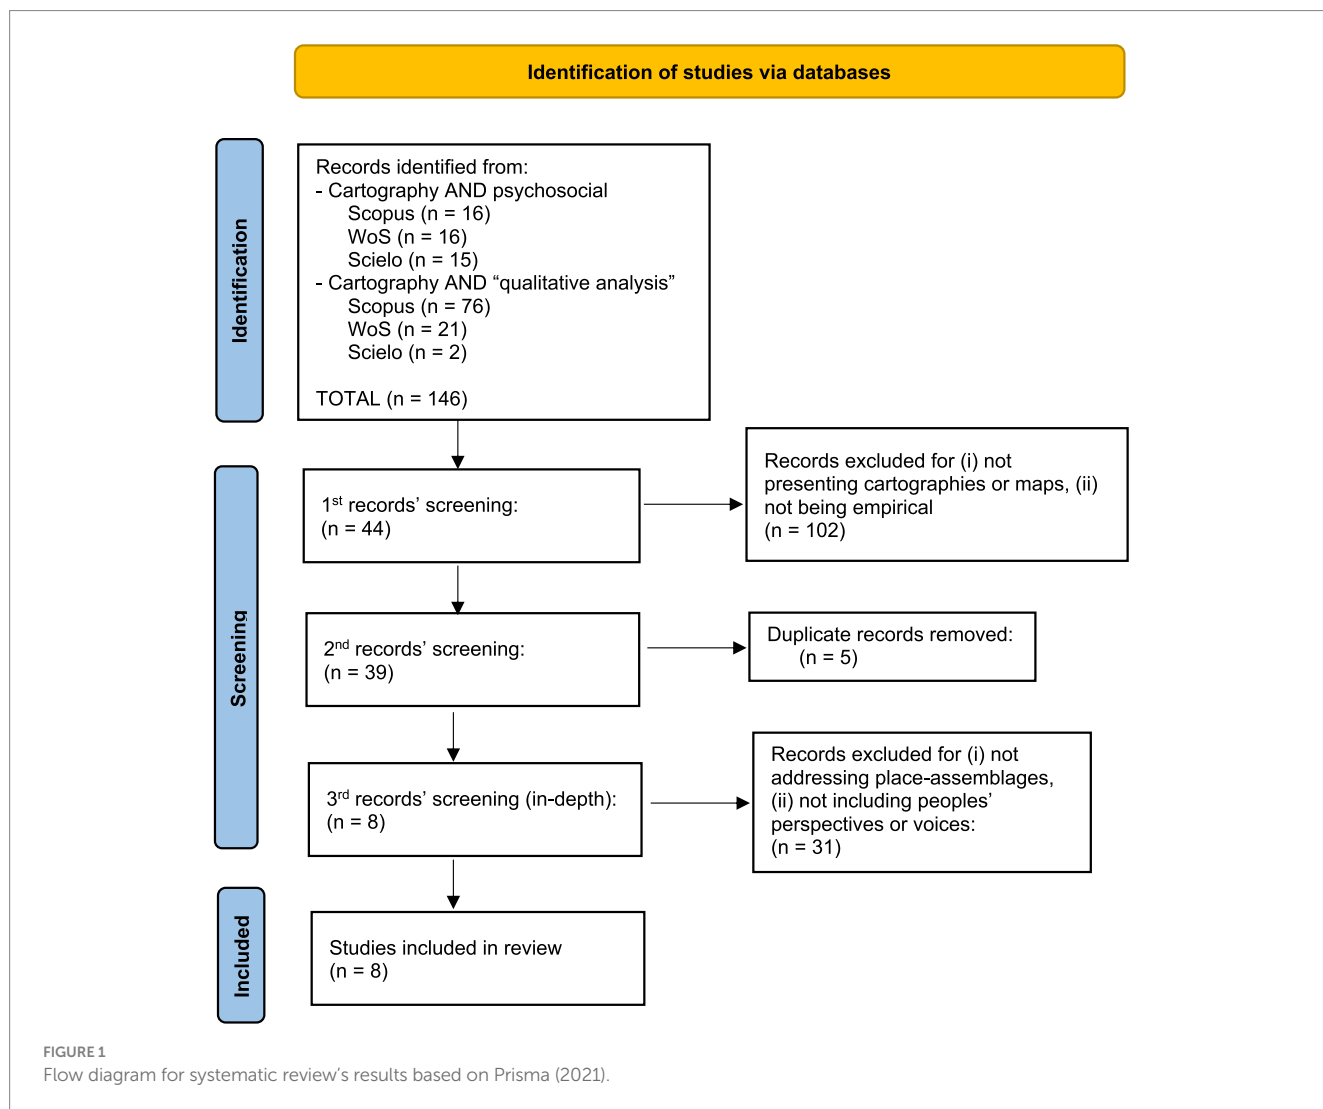 Identification of studies via databases
Identification
Records identified from:
- Cartography AND psychosocial
Scopus (n = 16)
WoS (n = 16)
Scielo (n = 15)
- Cartography AND “qualitative analysis”
Scopus (n = 76)
WoS (n = 21)
Scielo (n = 2)
TOTAL (n = 146)
Screening
1st records’ screening:
(n = 44)
Records excluded for (i) not
presenting cartographies or maps, (ii)
not being empirical
(n = 102)
2nd records’ screening:
(n = 39)
Duplicate records removed:
(n = 5)
3rd records’ screening (in-depth):
(n = 8)
Records excluded for (i) not
addressing place-assemblages,
(ii) not including peoples’
perspectives or voices:
(n = 31)
Included
Studies included in review
(n = 8)
FIGURE 1
Flow diagram for systematic review’s results based on Prisma (2021).